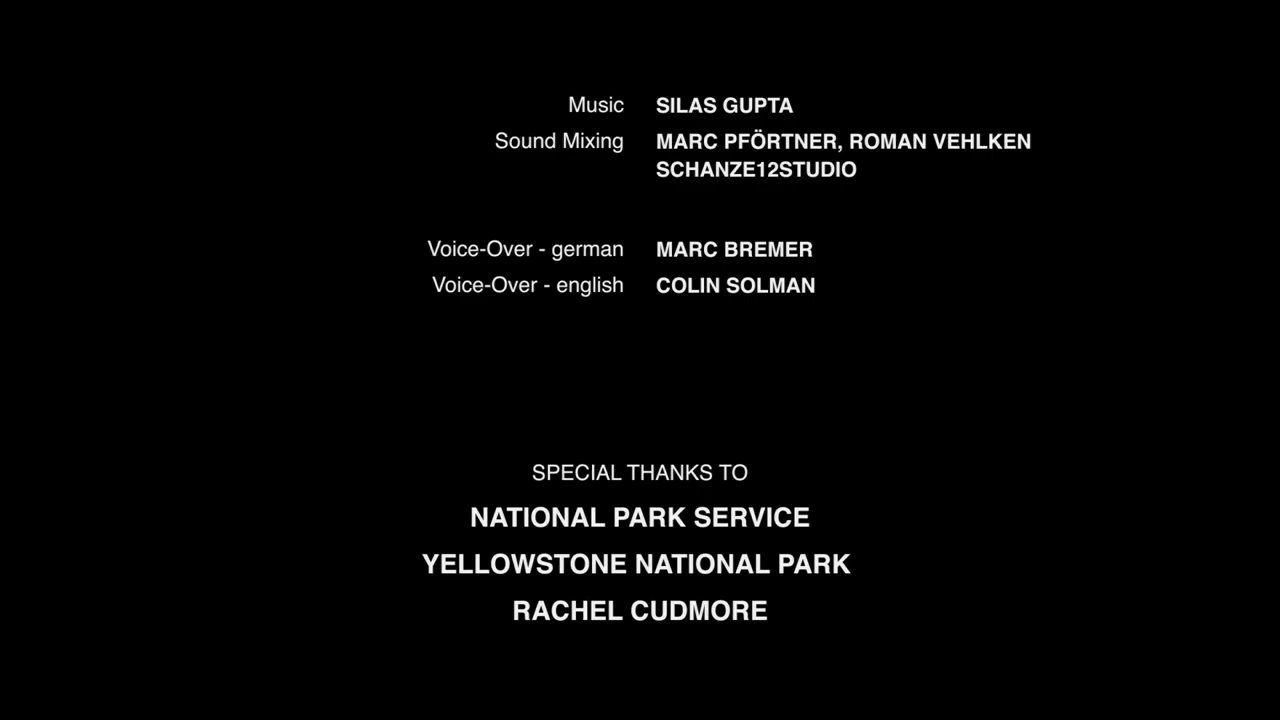 Music SILAS GUPTA
Sound Mixing MARC PFÖRTNER, ROMAN VEHLKEN
SCHANZE12STUDIO
Voice-Over - german MARC BREMER
Voice-Over - english COLIN SOLMAN
SPECIAL THANKS TO
NATIONAL PARK SERVICE
YELLOWSTONE NATIONAL PARK
RACHEL CUDMORE